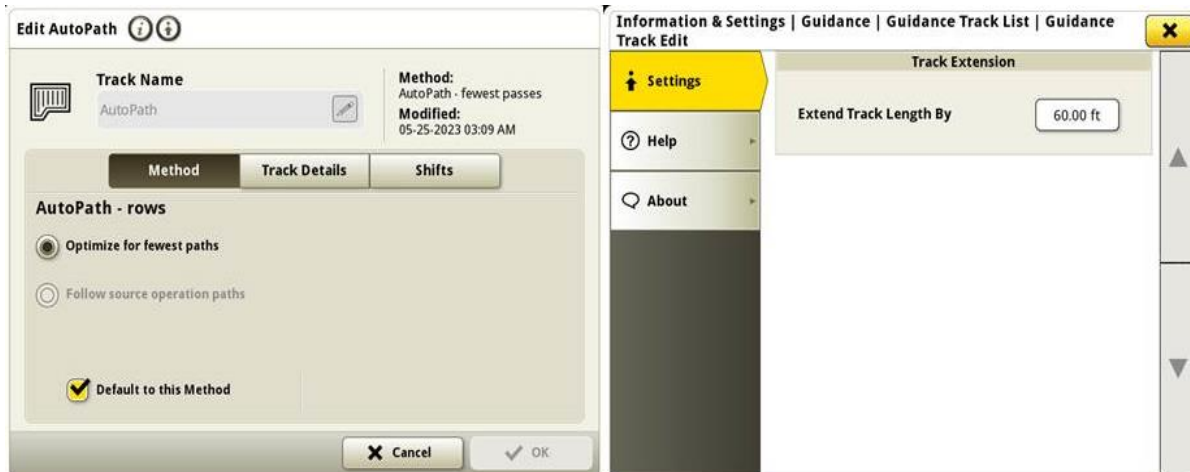 Edit AutoPath
Track Name
AutoPath
Method:
AutoPath - fewest passes
Modified:
05-25-2023 03:09 AM
Method
Track Details
Shifts
AutoPath - rows
Optimize for fewest paths
Follow source operation paths
Default to this Method
Cancel
OK
Information & Settings | Guidance | Guidance Track List | Guidance
Track Edit
Settings
Help
About
Track Extension
Extend Track Length By
60.00 ft